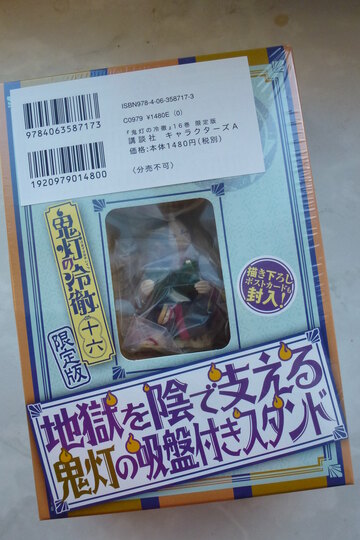 ISBN978-4-06-358717-3
9784063587173
C0979 ¥1480E (0)
『鬼灯の冷徹』16巻 限定版
講談社 キャラクターズA
価格:本体1480円(税別)
1920979014800
(分売不可)
鬼灯の冷徹
十六
限定版
描き下ろし
ポストカードも
封入!
地獄を陰で支える
鬼灯の吸盤付きスタンド